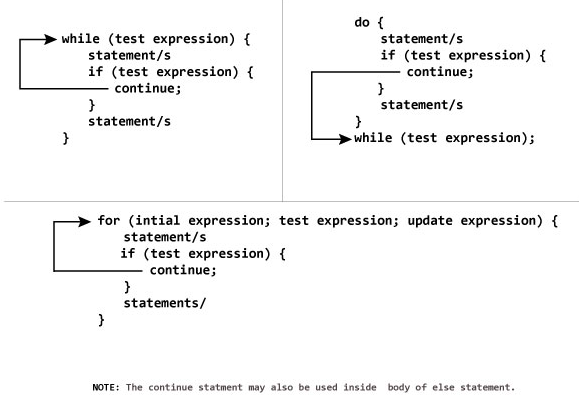 while (test expression) {
statement/s
if (test expression) {
continue;
}
statement/s
}
do {
statement/s
if (test expression) {
continue;
}
statement/s
}
while (test expression);
for (intial expression; test expression; update expression) {
statement/s
if (test expression) {
continue;
}
statements/
}
NOTE: The continue statment may also be used inside body of else statement.